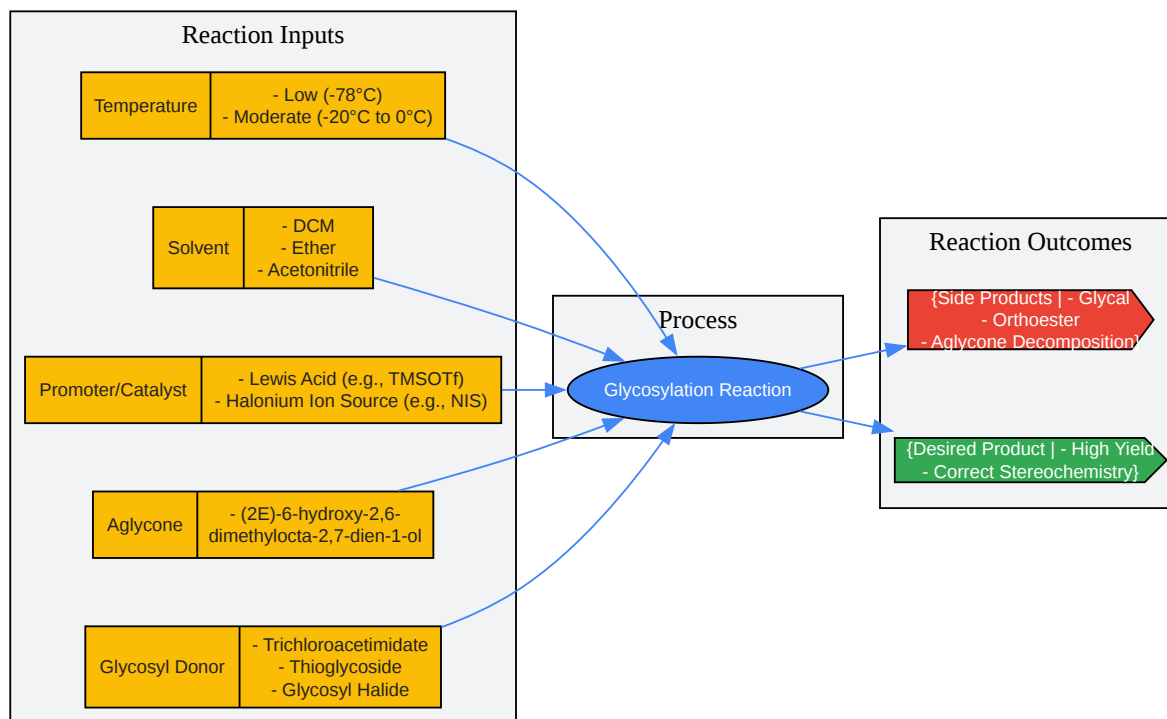 Reaction Inputs
Temperature
- Low (-78°C)
- Moderate (-20°C to 0°C)
Solvent
- DCM
- Ether
- Acetonitrile
Promoter/Catalyst
- Lewis Acid (e.g., TMSOTf)
- Halonium Ion Source (e.g., NIS)
Aglycone
- (2E)-6-hydroxy-2,6-
dimethylocta-2,7-dien-1-ol
Glycosyl Donor
- Trichloroacetimidate
- Thioglycoside
- Glycosyl Halide
Process
Glycosylation Reaction
Reaction Outcomes
{Side Products | - Glycal
- Orthoester
- Aglycone Decomposition}
{Desired Product | - High Yield
- Correct Stereochemistry}